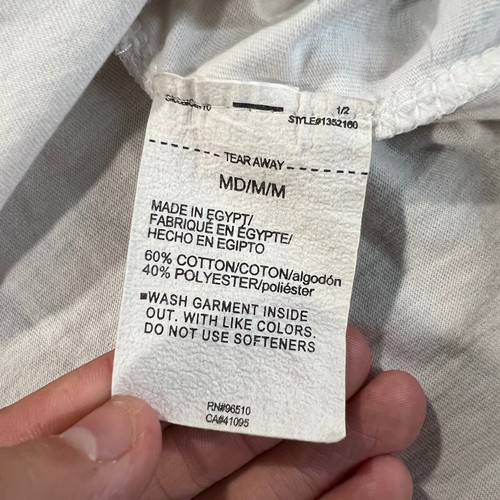 1/2
STYLE#1352160
TEAR AWAY
MD/M/M
MADE IN EGYPT/
FABRIQUÉ EN ÉGYPTE/
HECHO EN EGIPTO
60% COTTON/COTON/algodón
40% POLYESTER/poliéster
■WASH GARMENT INSIDE
OUT. WITH LIKE COLORS.
DO NOT USE SOFTENERS
RN#96510
CA#41095